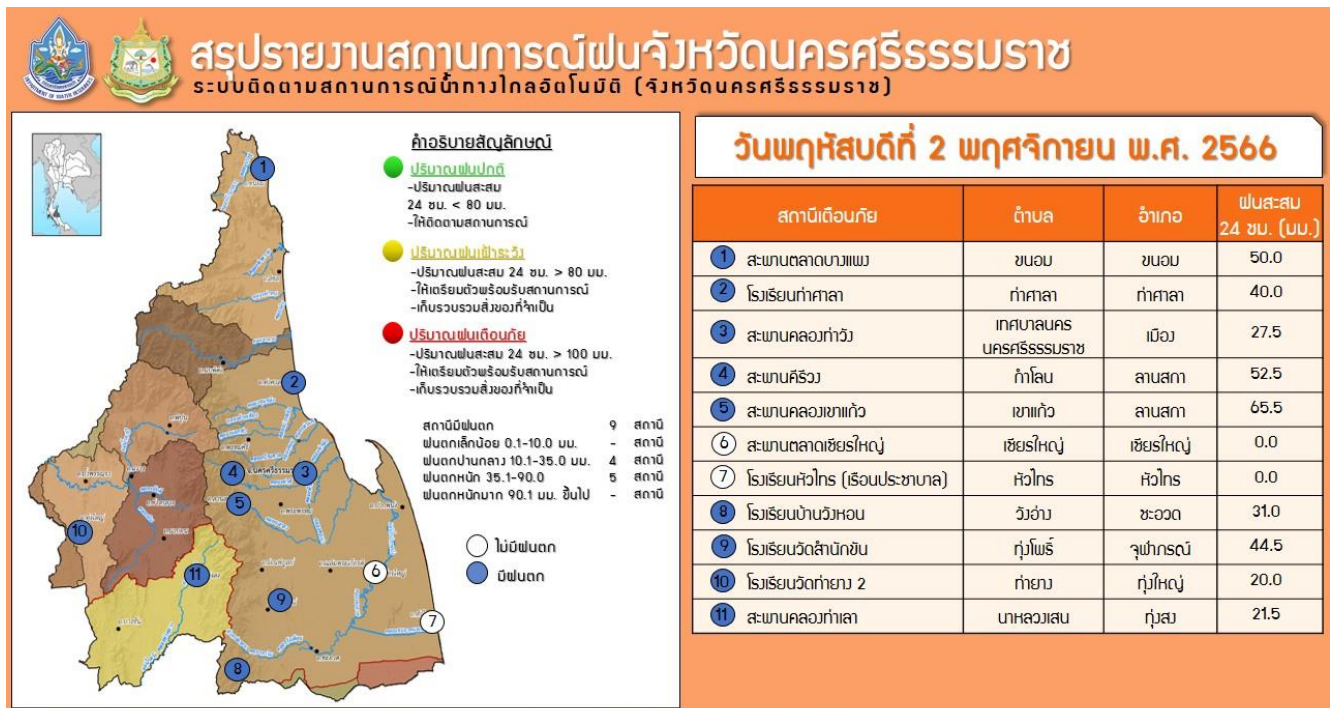 สรุปรายงานสถานการณ์ฝนจังหวัดนครศรีธรรมราช
ระบบติดตามสถานการณ์น้ำทางไกลอัตโนมัติ (จังหวัดนครศรีธรรมราช)
คำอธิบายสัญลักษณ์
ปริมาณฝนปกติ
-ปริมาณฝนสะสม
24 ชม. < 80 มม.
-ให้ติดตามสถานการณ์
ปริมาณฝนเฝ้าระวัง
-ปริมาณฝนสะสม 24 ชม. > 80 มม.
-ให้เตรียมตัวพร้อมรับสถานการณ์
-เก็บรวบรวมสิ่งของที่จำเป็น
ปริมาณฝนเตือนภัย
-ปริมาณฝนสะสม 24 ชม. > 100 มม.
-ให้เตรียมตัวพร้อมรับสถานการณ์
-เก็บรวบรวมสิ่งของที่จำเป็น
สถานีมีฝนตก 9 สถานี
ฝนตกเล็กน้อย 0.1-10.0 มม. - สถานี
ฝนตกปานกลาง 10.1-35.0 มม. 4 สถานี
ฝนตกหนัก 35.1-90.0 5 สถานี
ฝนตกหนักมาก 90.1 มม. ขึ้นไป - สถานี
ไม่มีฝนตก
มีฝนตก
1
2
4
จ.นครศรีธรรมราช
3
5
10
11
6
9
7
8
วันพฤหัสบดีที่ 2 พฤศจิกายน พ.ศ. 2566
สถานีเตือนภัย ตำบล อำเภอ ฝนสะสม 24 ชม. (มม.)
1 สะพานตลาดบางแพง ขนอม ขนอม 50.0
2 โรงเรียนท่าศาลา ท่าศาลา ท่าศาลา 40.0
3 สะพานคลองท่าวัง เทศบาลนครนครศรีธรรมราช เมือง 27.5
4 สะพานคีรีวง กำโลน ลานสกา 52.5
5 สะพานคลองเขาแก้ว เขาแก้ว ลานสกา 65.5
6 สะพานตลาดเชียรใหญ่ เชียรใหญ่ เชียรใหญ่ 0.0
7 โรงเรียนหัวไทร (เรือนประชาบาล) หัวไทร หัวไทร 0.0
8 โรงเรียนบ้านวังหอน วังอ่าง ชะอวด 31.0
9 โรงเรียนวัดสำนักขัน ทุ่งโพธิ์ จุฬาภรณ์ 44.5
10 โรงเรียนวัดท่ายาง 2 ท่ายาง ทุ่งใหญ่ 20.0
11 สะพานคลองท่าเลา นาหลวงเสน ทุ่งสง 21.5